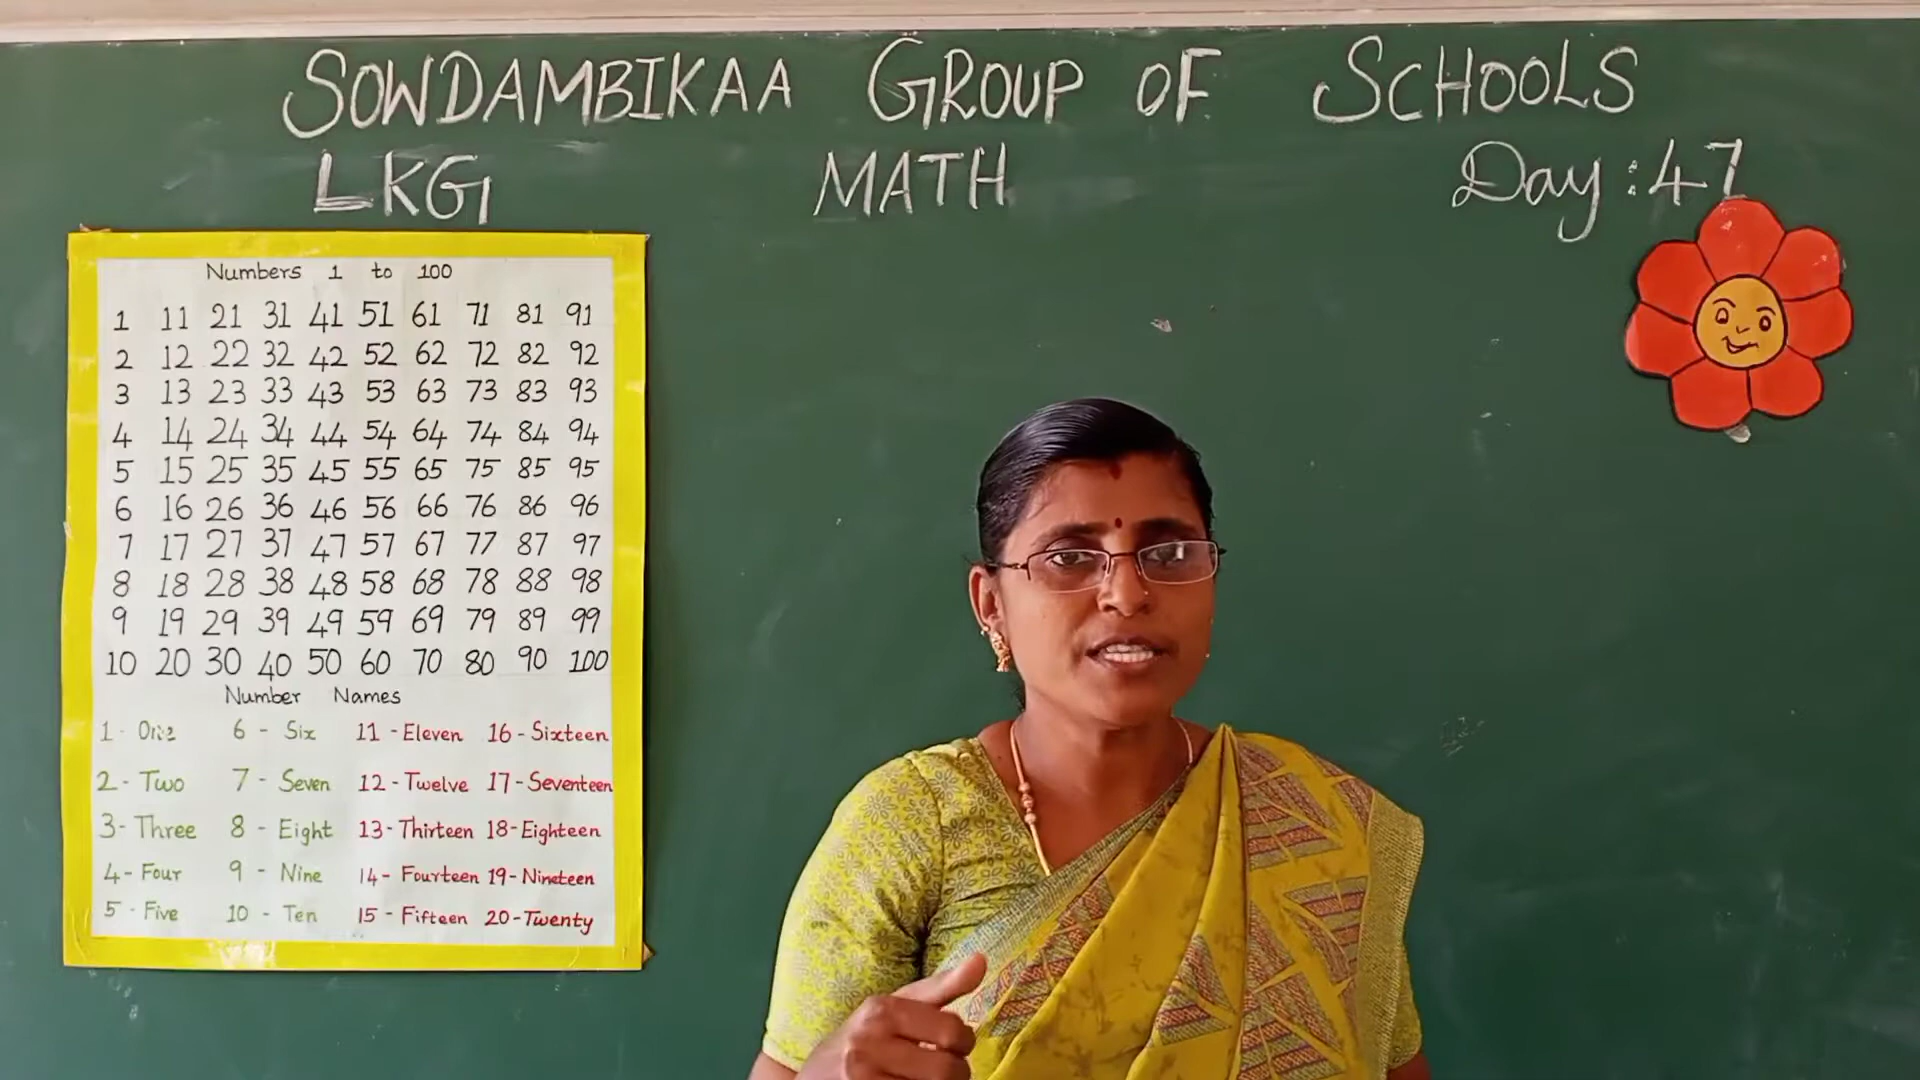 SOWDAMBIKAA GROUP OF SCHOOLS
LKG MATH Day : 47
Numbers 1 to 100
1 11 21 31 41 51 61 71 81 91
2 12 22 32 42 52 62 72 82 92
3 13 23 33 43 53 63 73 83 93
4 14 24 34 44 54 64 74 84 94
5 15 25 35 45 55 65 75 85 95
6 16 26 36 46 56 66 76 86 96
7 17 27 37 47 57 67 77 87 97
8 18 28 38 48 58 68 78 88 98
9 19 29 39 49 59 69 79 89 99
10 20 30 40 50 60 70 80 90 100
Number Names
1 - One 6 - Six 11 - Eleven 16 - Sixteen
2 - Two 7 - Seven 12 - Twelve 17 - Seventeen
3 - Three 8 - Eight 13 - Thirteen 18 - Eighteen
4 - Four 9 - Nine 14 - Fourteen 19 - Nineteen
5 - Five 10 - Ten 15 - Fifteen 20 - Twenty